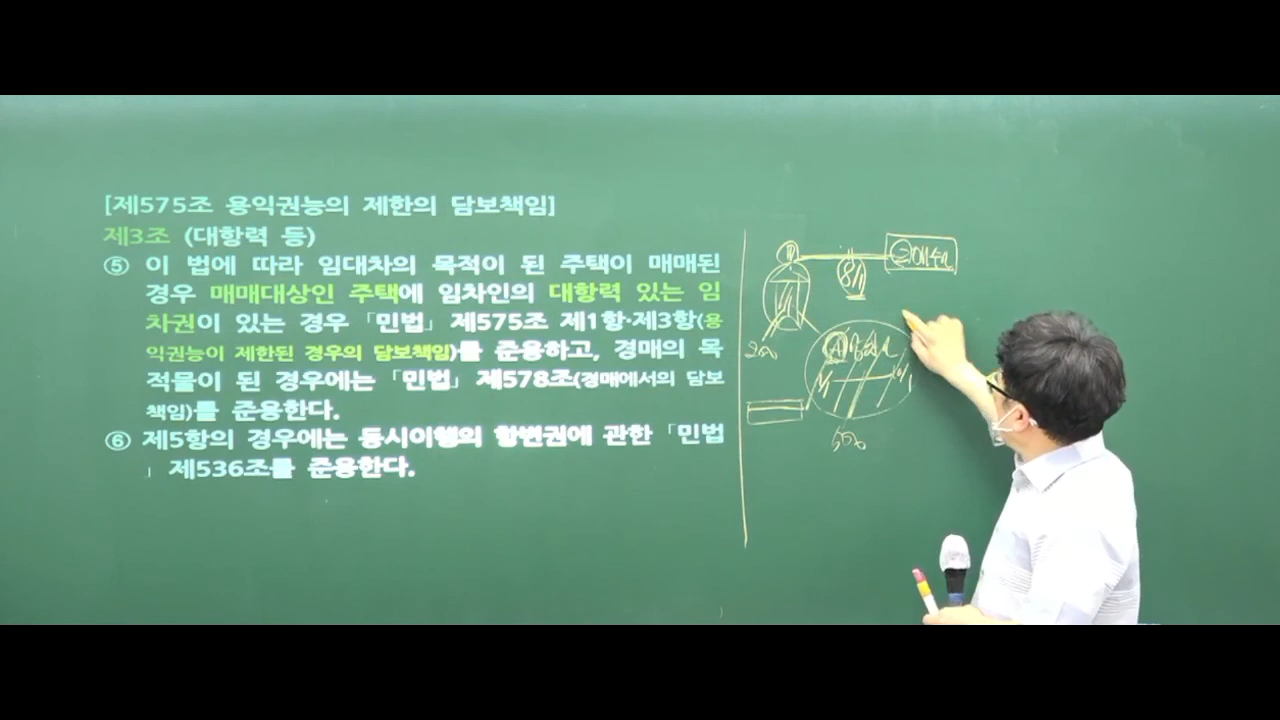 [제575조 용익권능의 제한의 담보책임]
제3조 (대항력 등)
⑤ 이 법에 따라 임대차의 목적이 된 주택이 매매된
경우 매매대상인 주택에 임차인의 대항력 있는 임
차권이 있는 경우 「민법」 제575조 제1항·제3항(용
익권능이 제한된 경우의 담보책임)를 준용하고, 경매의 목
적물이 된 경우에는 「민법」 제578조(경매에서의 담보
책임)를 준용한다.
⑥ 제5항의 경우에는 동시이행의 항변권에 관한 「민법
」 제536조를 준용한다.
8/1